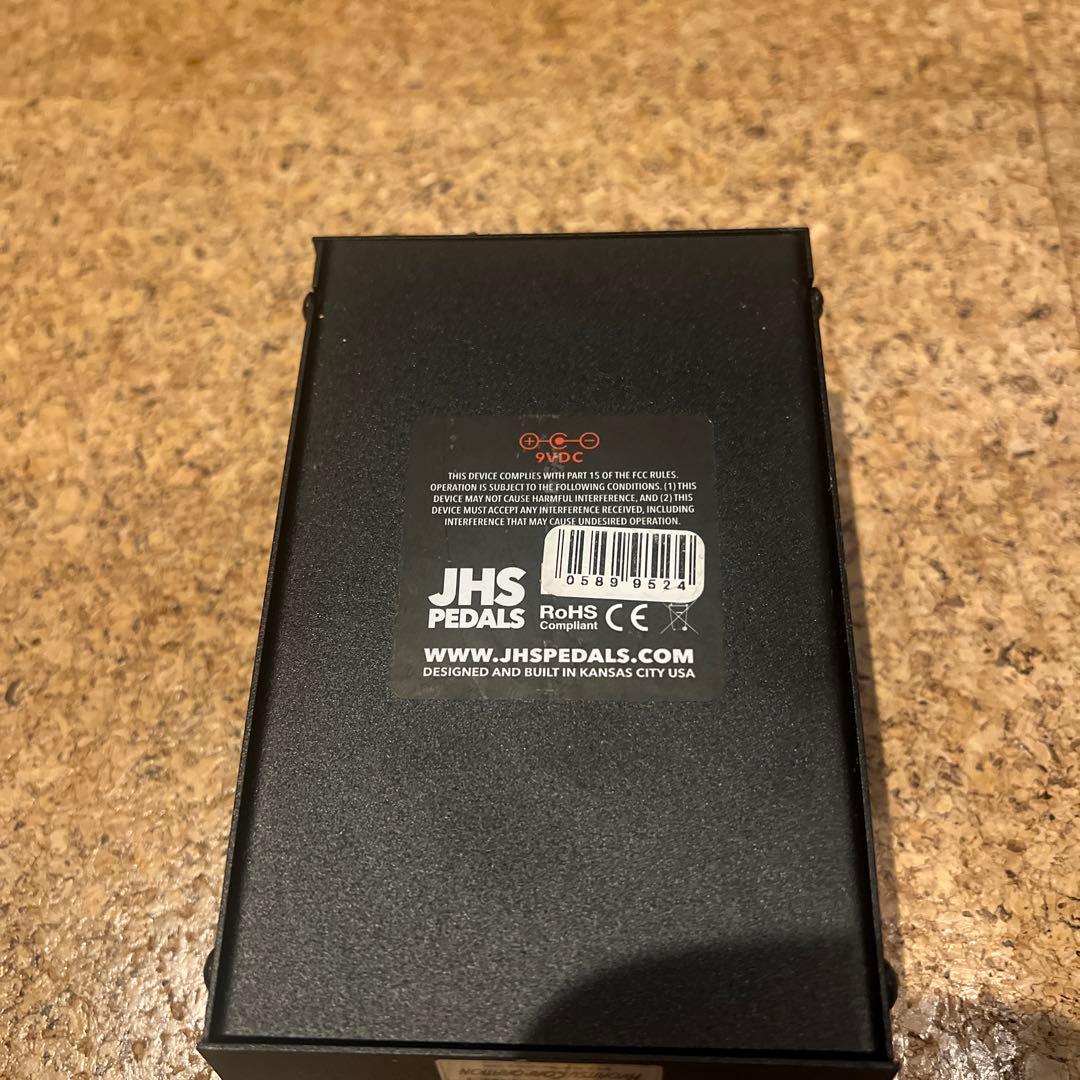 9VDC
THIS DEVICE COMPLIES WITH PART 15 OF THE FCC RULES.
OPERATION IS SUBJECT TO THE FOLLOWING CONDITIONS. (1) THIS
DEVICE MAY NOT CAUSE HARMFUL INTERFERENCE, AND (2) THIS
DEVICE MUST ACCEPT ANY INTERFERENCE RECEIVED, INCLUDING
INTERFERENCE THAT MAY CAUSE UNDESIRED OPERATION.
0589 9524
JHS
PEDALS
RoHS
Compliant
CE
WWW.JHSPEDALS.COM
DESIGNED AND BUILT IN KANSAS CITY USA
CORPORATION